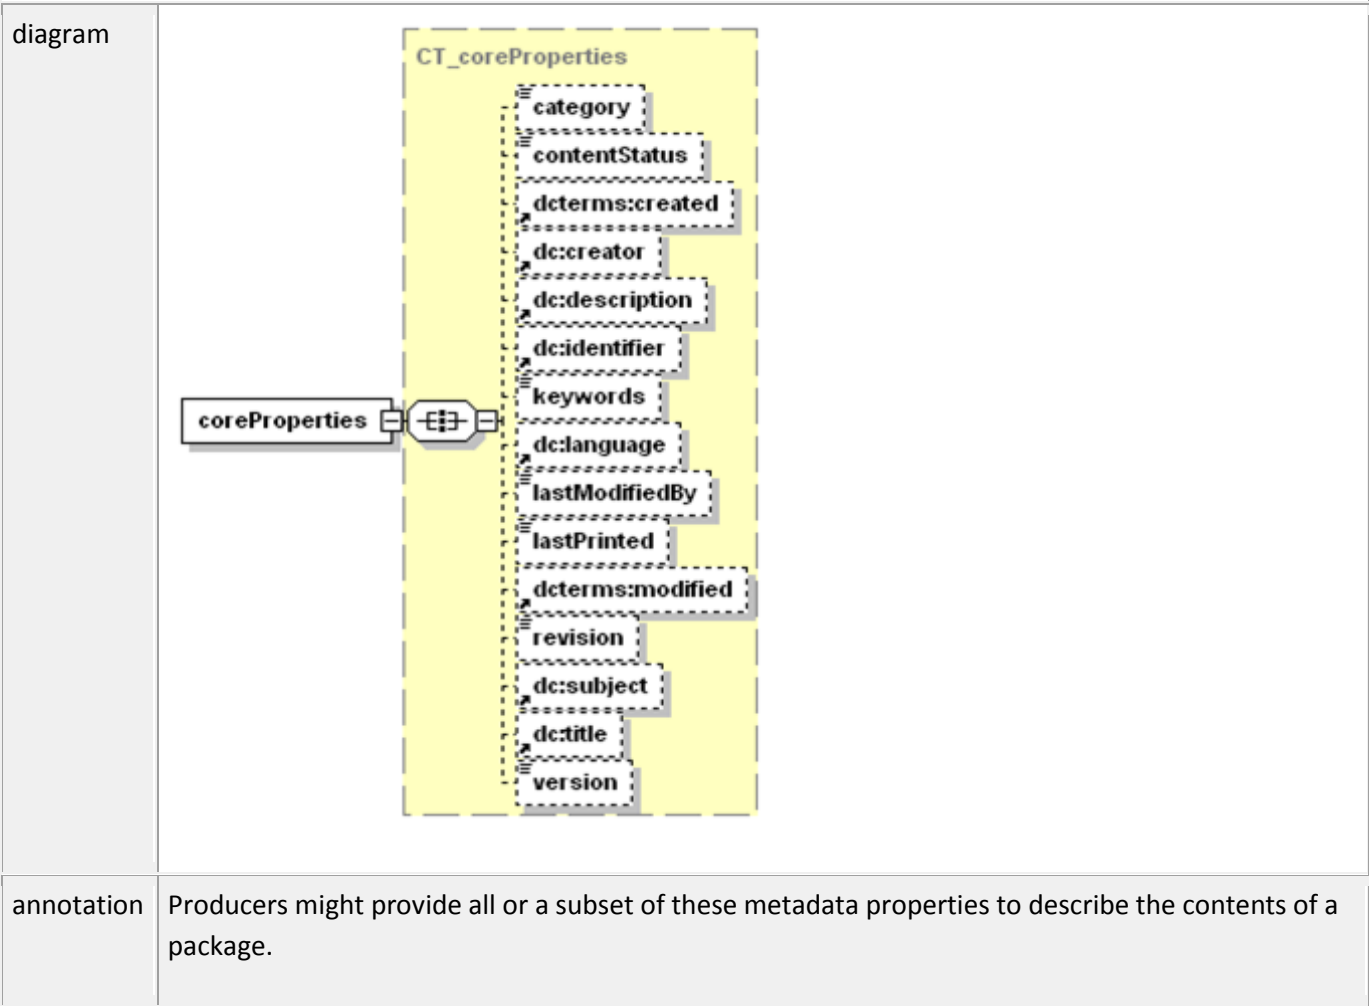 diagram
CT_coreProperties
category
contentStatus
dcterms:created
dc:creator
dc:description
dc:identifier
keywords
coreProperties
dc:language
lastModifiedBy
lastPrinted
dcterms:modified
revision
dc:subject
dc:title
version
annotation Producers might provide all or a subset of these metadata properties to describe the contents of a
package.